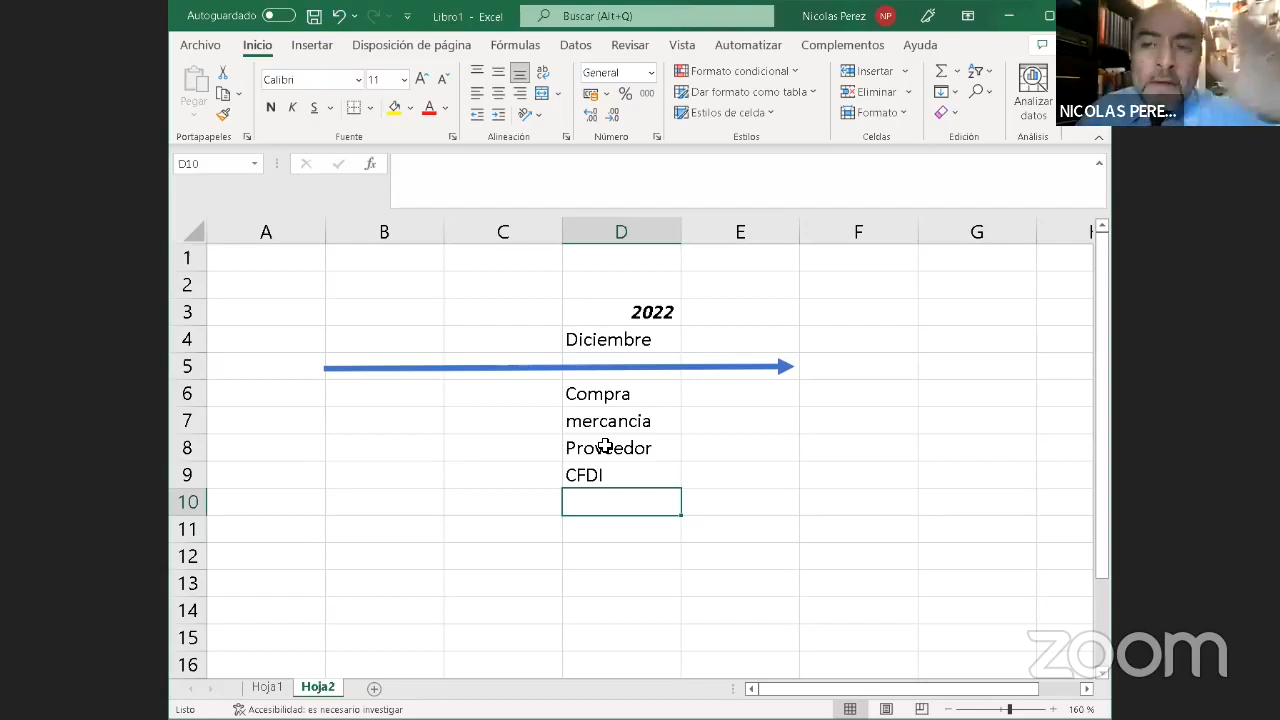 Autoguardado
Libro1 - Excel
Buscar (Alt+Q)
Nicolas Perez
NP
Archivo Inicio Insertar Disposición de página Fórmulas Datos Revisar Vista Automatizar Complementos Ayuda
Pegar
Calibri 11
N K S
General
% 000
Formato condicional
Dar formato como tabla
Estilos de celda
Insertar
Eliminar
Formato
Analizar
datos
Portapapeles Fuente Alineación Número Estilos Celdas Edición Análisis
NICOLAS PERE...
D10 fx
A B C D E F G
1
2
3 2022
4 Diciembre
5
6 Compra
7 mercancia
8 Proveedor
9 CFDI
10
11
12
13
14
15
16
zoom
Hoja1 Hoja2
Listo Accesibilidad: es necesario investigar 160 %